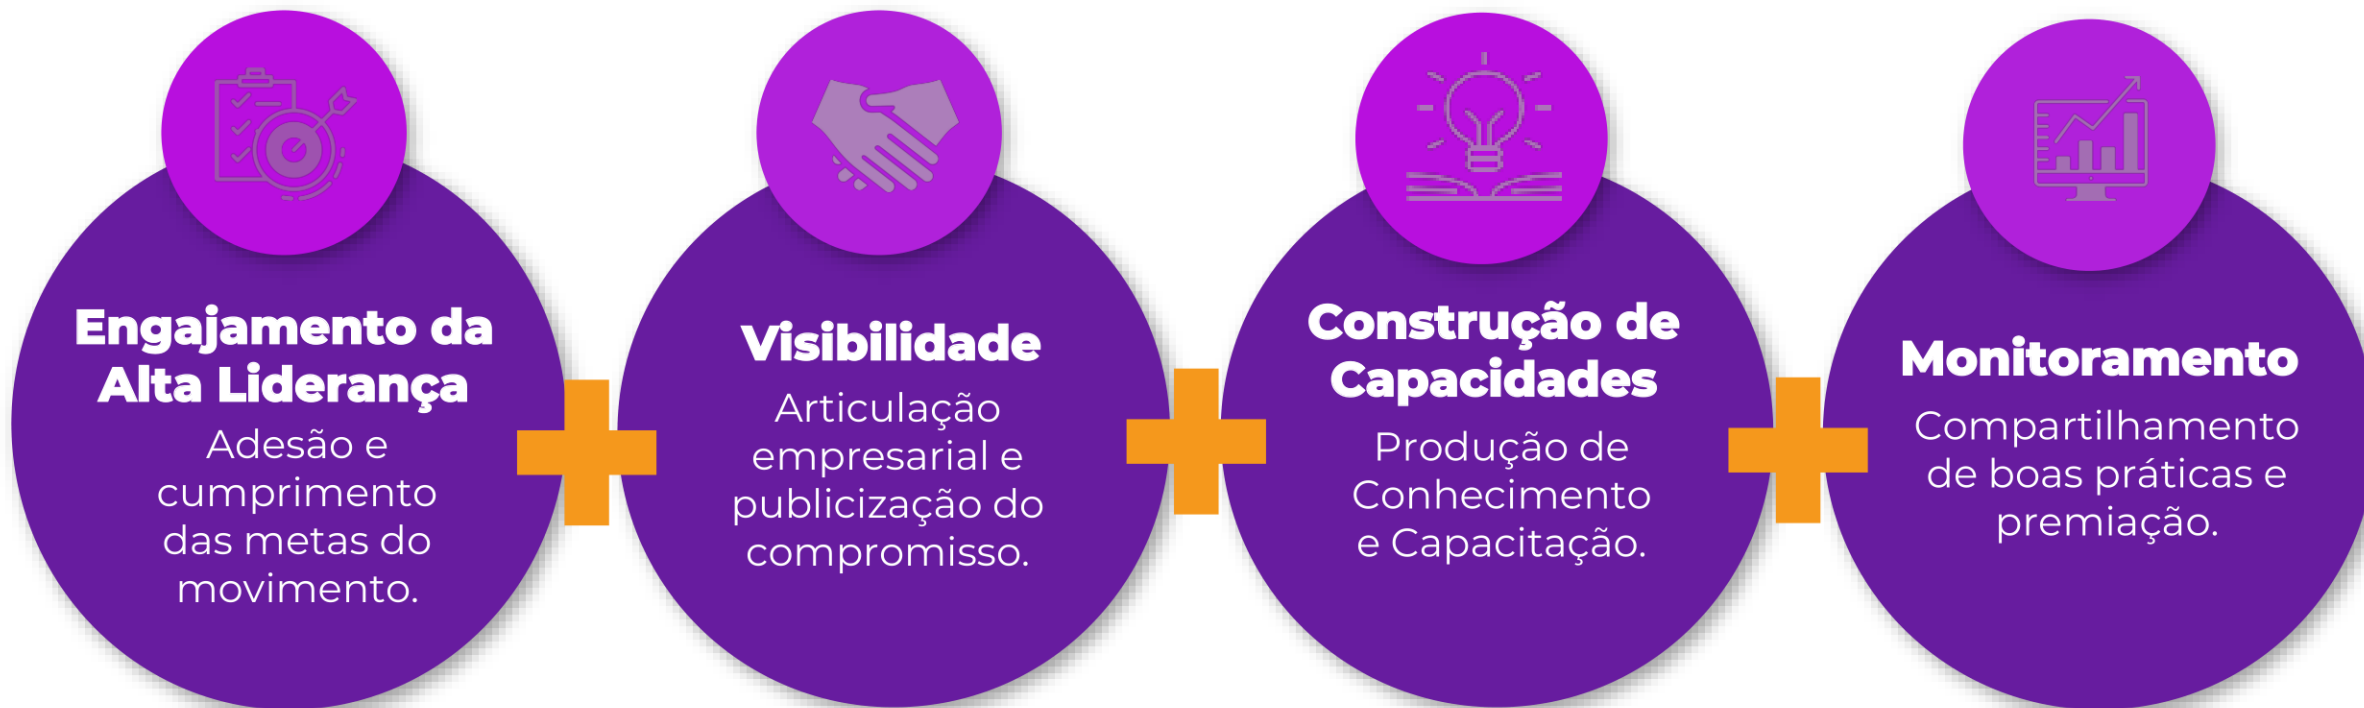 Engajamento da
Alta Liderança
Adesão e
cumprimento
das metas do
movimento.
Visibilidade
Articulação
empresarial e
publicização do
compromisso.
Construção de
Capacidades
Produção de
Conhecimento
e Capacitação.
Monitoramento
Compartilhamento
de boas práticas e
premiação.